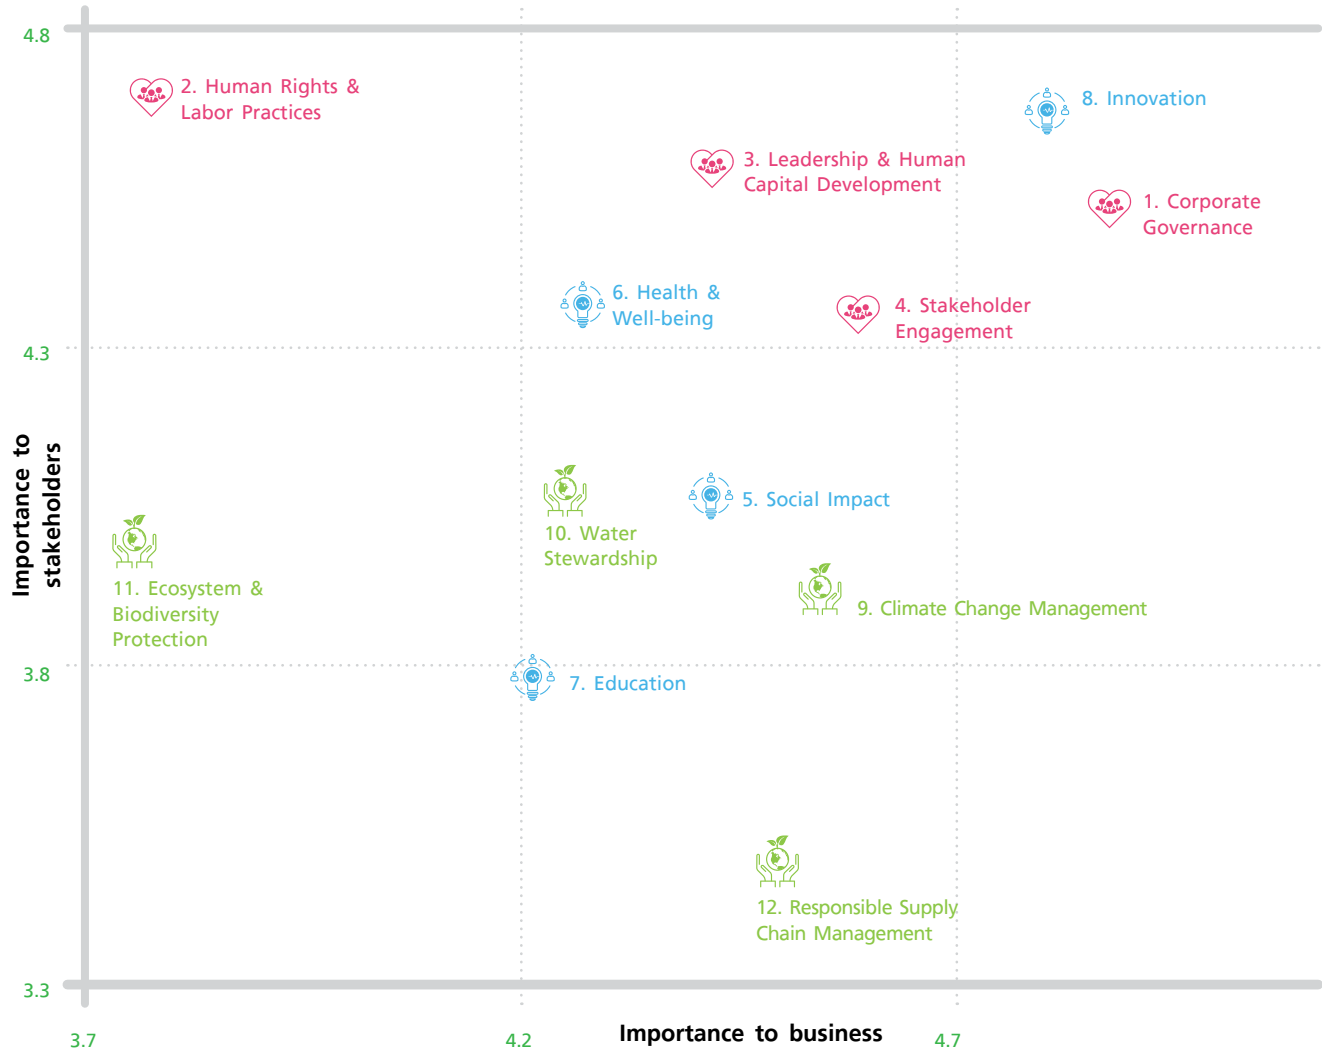 4.8
2. Human Rights &
Labor Practices
8. Innovation
3. Leadership & Human
Capital Development
1. Corporate
Governance
6. Health &
Well-being
4. Stakeholder
Engagement
4.3
Importance to
stakeholders
5. Social Impact
10. Water
Stewardship
11. Ecosystem &
Biodiversity
Protection
9. Climate Change Management
3.8
7. Education
12. Responsible Supply
Chain Management
3.3
3.7
4.2
Importance to business
4.7